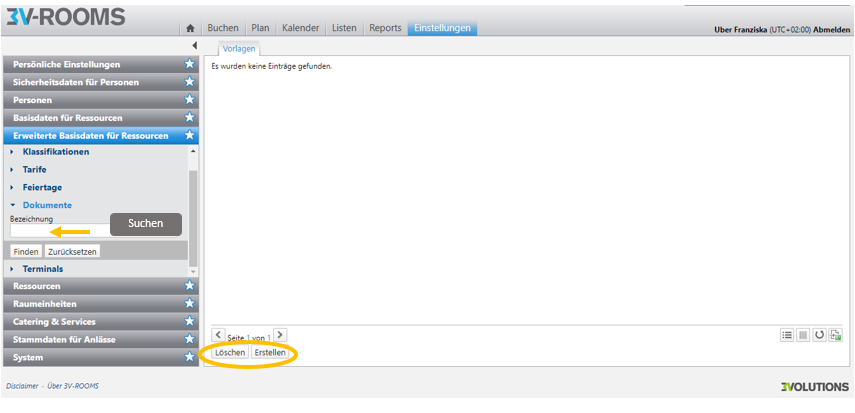 3V-ROOMS
Buchen Plan Kalender Listen Reports Einstellungen
Uber Franziska (UTC+02:00) Abmelden
Vorlagen
Es wurden keine Einträge gefunden.
Persönliche Einstellungen
Sicherheitsdaten für Personen
Personen
Basisdaten für Ressourcen
Erweiterte Basisdaten für Ressourcen
Klassifikationen
Tarife
Feiertage
Dokumente
Bezeichnung
Suchen
Finden Zurücksetzen
Terminals
Ressourcen
Raumeinheiten
Catering & Services
Stammdaten für Anlässe
System
Seite 1 von 1
Löschen Erstellen
Disclaimer - Über 3V-ROOMS
3VOLUTIONS